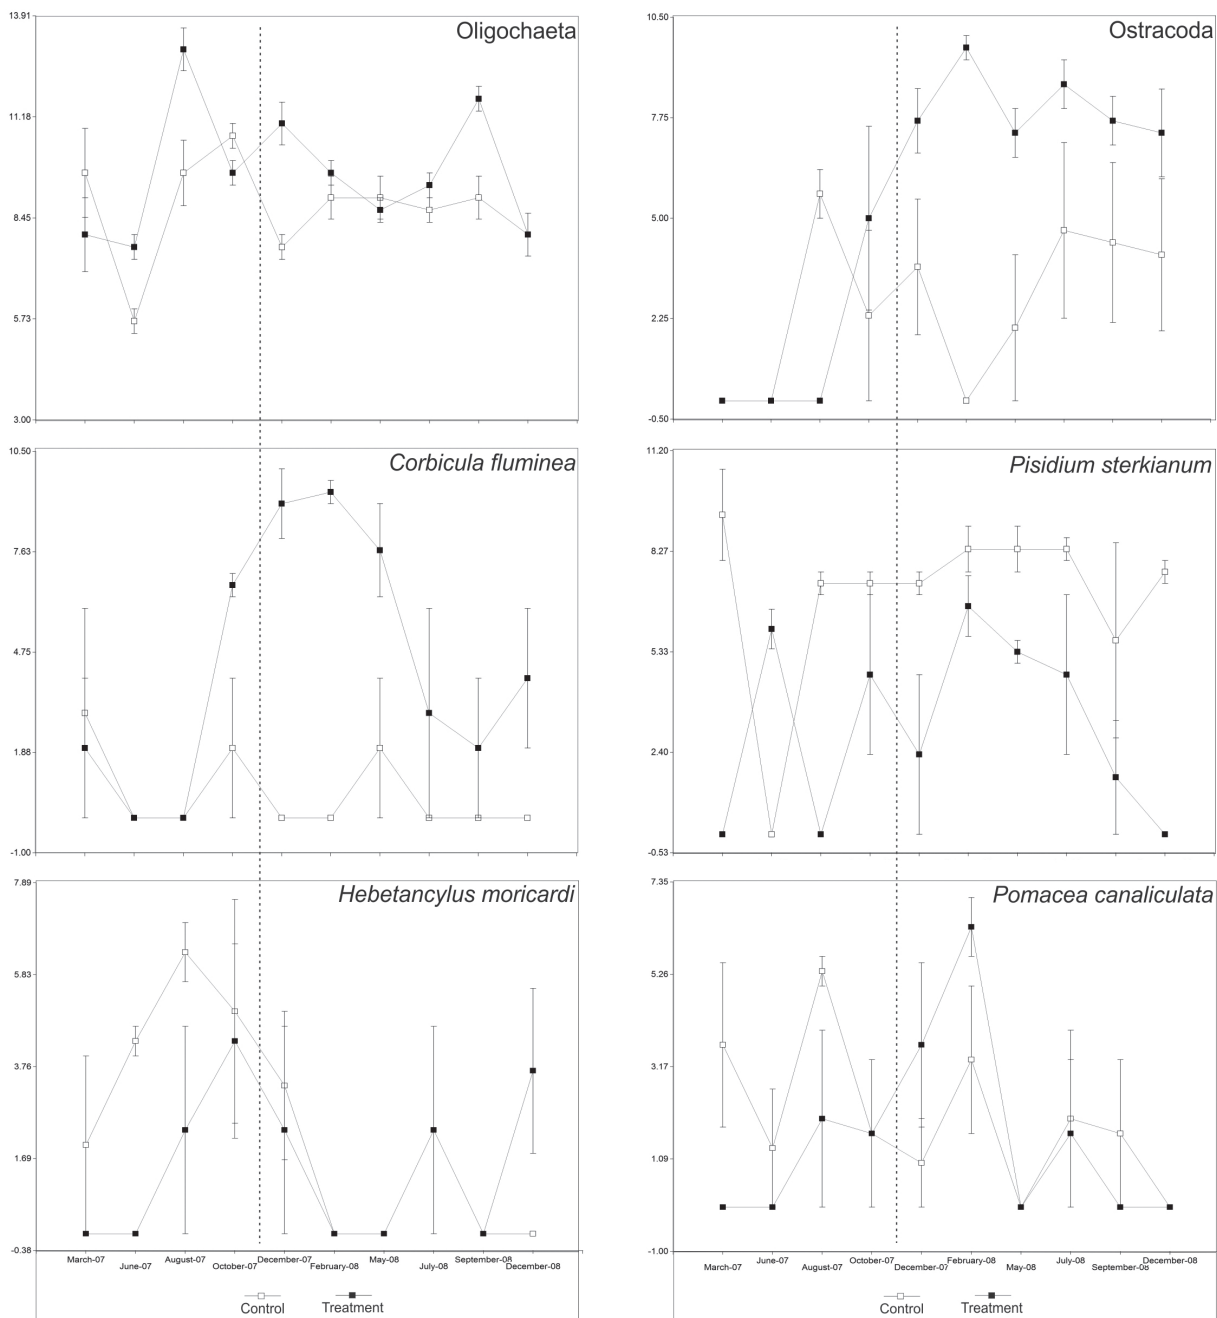 Oligochaeta
13.91
11.18
8.45
5.73
3.00
Ostracoda
10.50
7.75
5.00
2.25
-0.50
Corbicula fluminea
10.50
7.63
4.75
1.88
-1.00
Pisidium sterkianum
11.20
8.27
5.33
2.40
-0.53
Hebetancylus moricardi
7.89
5.83
3.76
1.69
-0.38
March-07
June-07
August-07
October-07
December-07
February-08
May-08
July-08
September-08
December-08
Control
Treatment
Pomacea canaliculata
7.35
5.26
3.17
1.09
-1.00
March-07
June-07
August-07
October-07
December-07
February-08
May-08
July-08
September-08
December-08
Control
Treatment